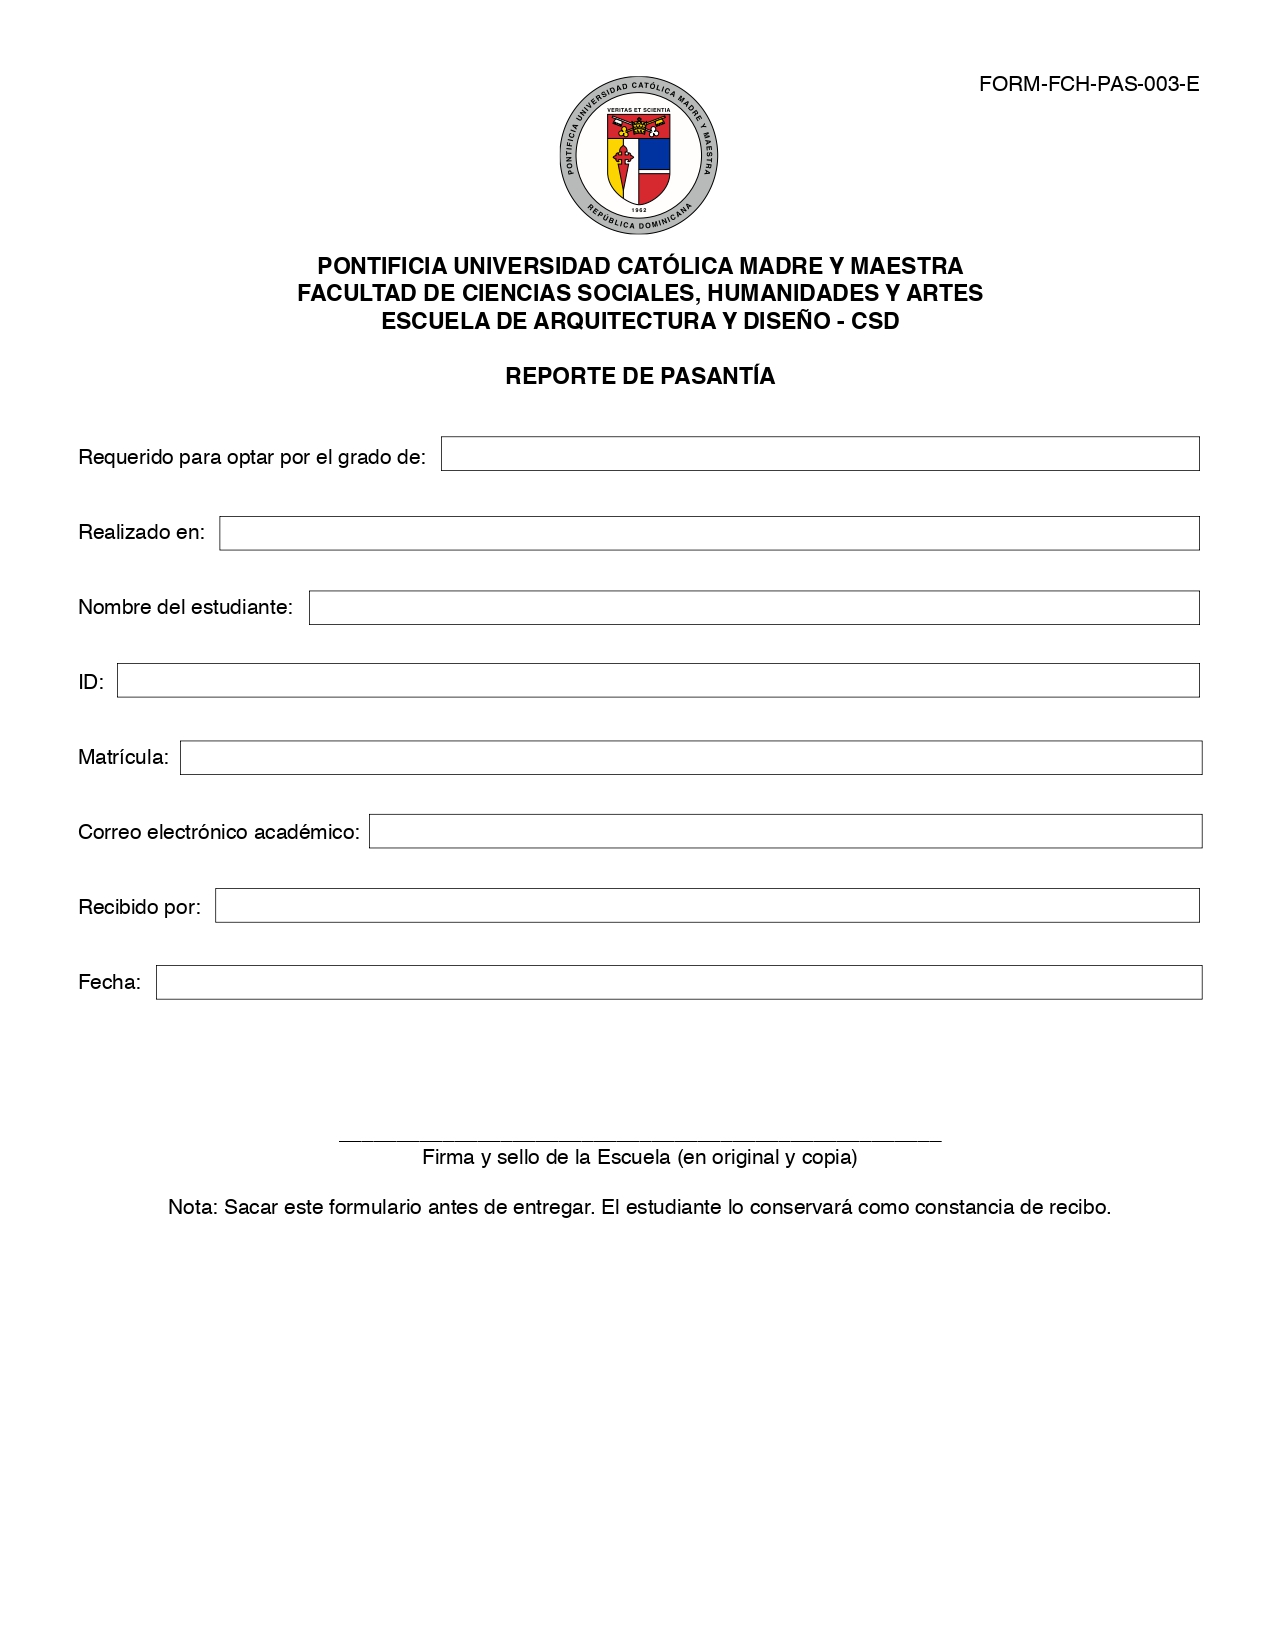 FORM-FCH-PAS-003-E
PONTIFICIA UNIVERSIDAD CATÓLICA MADRE Y MAESTRA
VERITAS ET SCIENTIA
1962
REPÚBLICA DOMINICANA
PONTIFICIA UNIVERSIDAD CATÓLICA MADRE Y MAESTRA
FACULTAD DE CIENCIAS SOCIALES, HUMANIDADES Y ARTES
ESCUELA DE ARQUITECTURA Y DISEÑO - CSD
REPORTE DE PASANTÍA
Requerido para optar por el grado de:
Realizado en:
Nombre del estudiante:
ID:
Matrícula:
Correo electrónico académico:
Recibido por:
Fecha:
Firma y sello de la Escuela (en original y copia)
Nota: Sacar este formulario antes de entregar. El estudiante lo conservará como constancia de recibo.